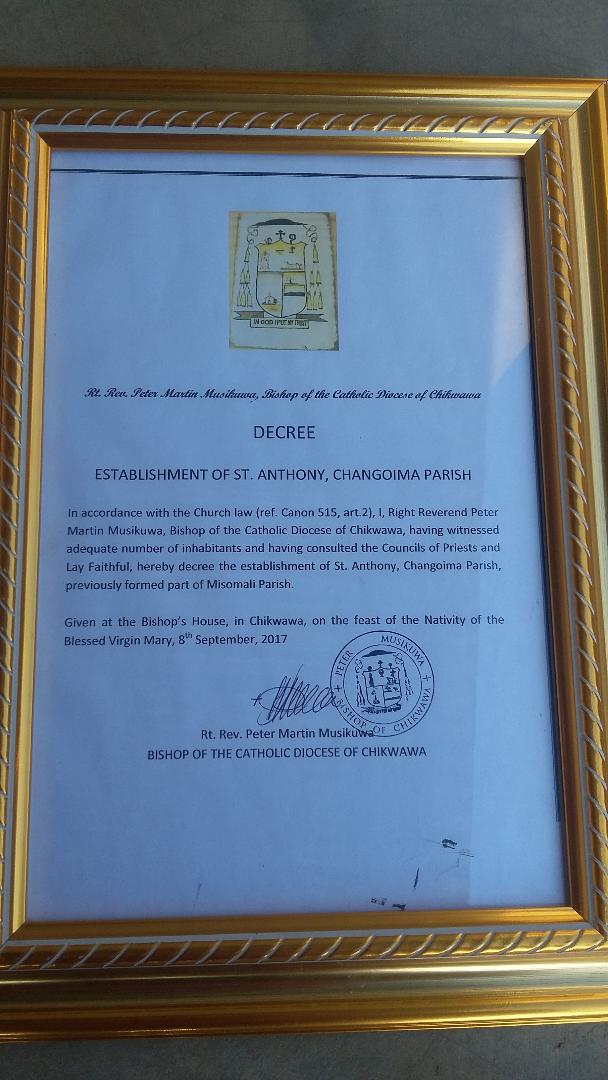 IN GOD I PUT MY TRUST
Rt. Rev. Peter Martin Musikuwa, Bishop of the Catholic Diocese of Chikwawa
DECREE
ESTABLISHMENT OF ST. ANTHONY, CHANGOIMA PARISH
In accordance with the Church law (ref. Canon 515, art.2), I, Right Reverend Peter
Martin Musikuwa, Bishop of the Catholic Diocese of Chikwawa, having witnessed
adequate number of inhabitants and having consulted the Councils of Priests and
Lay Faithful, hereby decree the establishment of St. Anthony, Changoima Parish,
previously formed part of Misomali Parish.
Given at the Bishop's House, in Chikwawa, on the feast of the Nativity of the
Blessed Virgin Mary, 8th September, 2017
PETER MUSIKUWA
BISHOP OF CHIKWAWA
Rt. Rev. Peter Martin Musikuwa
BISHOP OF THE CATHOLIC DIOCESE OF CHIKWAWA